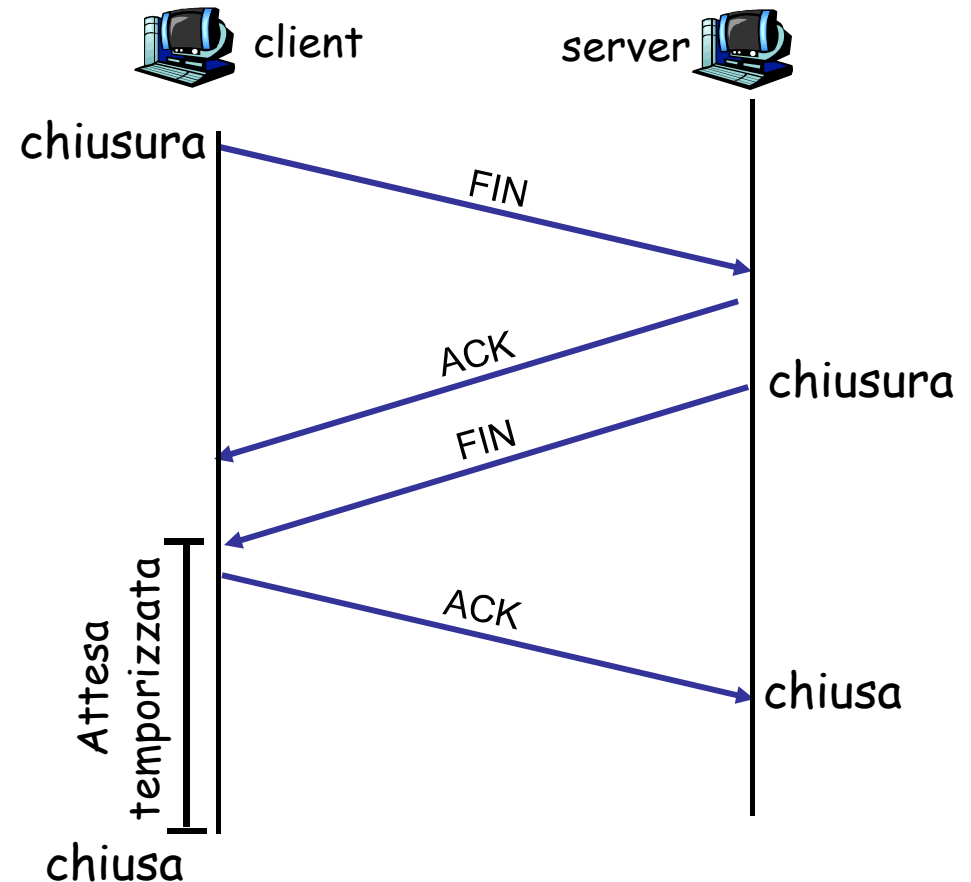 client
server
chiusura
FIN
ACK
chiusura
FIN
Attesa
temporizzata
ACK
chiusa
chiusa